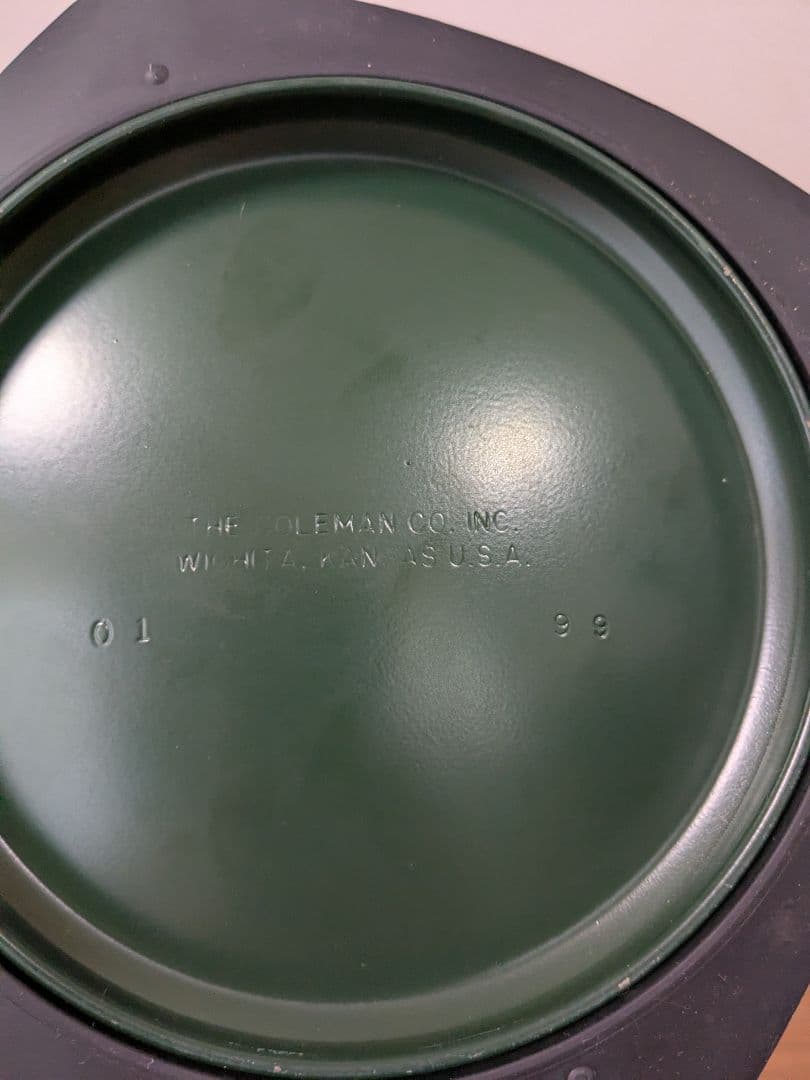 THE COLEMAN CO. INC.
WICHITA, KANSAS U.S.A.
01 99